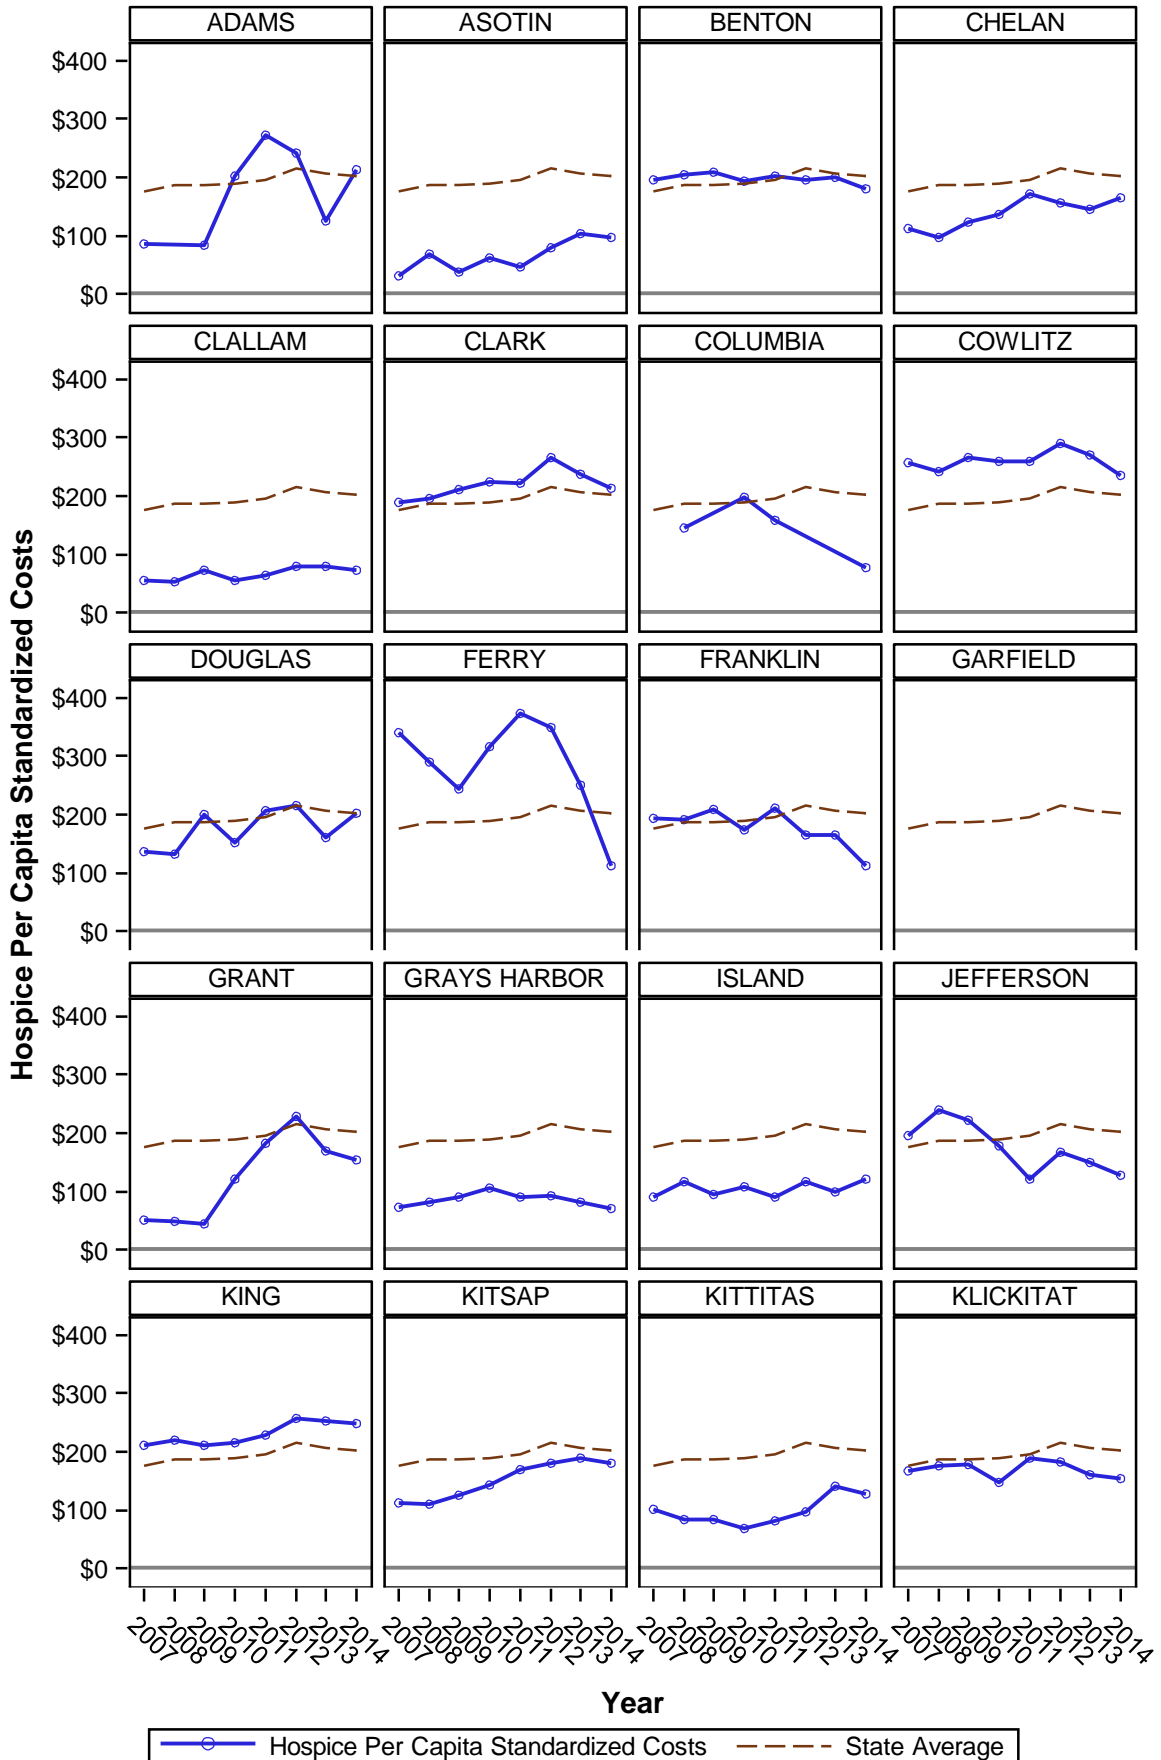 ADAMS ASOTIN BENTON CHELAN
$400
$300
$200
$100
$0
CLALLAM CLARK COLUMBIA COWLITZ
$400
$300
$200
$100
$0
DOUGLAS FERRY FRANKLIN GARFIELD
$400
$300
$200
$100
$0
GRANT GRAYS HARBOR ISLAND JEFFERSON
$400
$300
$200
$100
$0
KING KITSAP KITTITAS KLICKITAT
$400
$300
$200
$100
$0
Hospice Per Capita Standardized Costs
2007 2008 2009 2010 2011 2012 2013 2014 2007 2008 2009 2010 2011 2012 2013 2014 2007 2008 2009 2010 2011 2012 2013 2014 2007 2008 2009 2010 2011 2012 2013 2014
Year
Hospice Per Capita Standardized Costs State Average